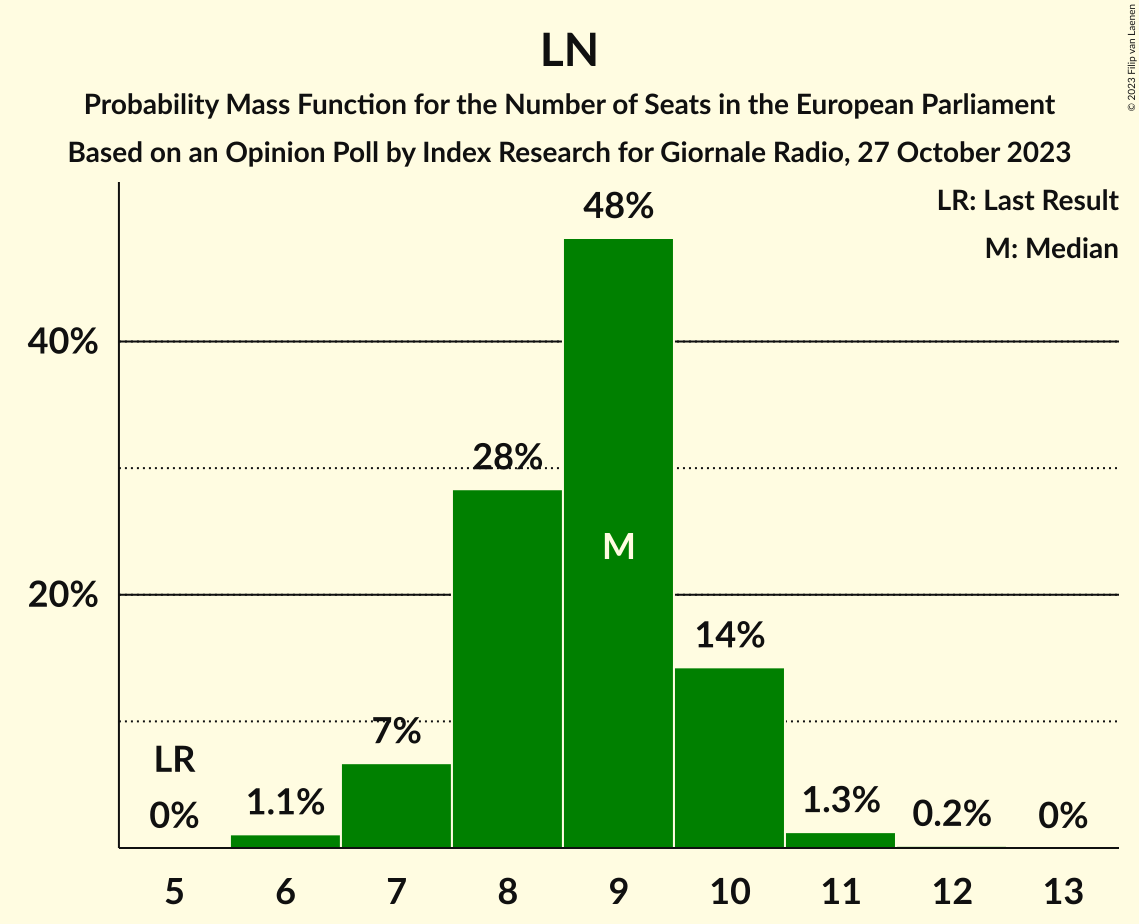 LN
Probability Mass Function for the Number of Seats in the European Parliament
Based on an Opinion Poll by Index Research for Giornale Radio, 27 October 2023
© 2023 Filip van Laenen
LR: Last Result
M: Median
48%
40%
28%
M
20%
14%
7%
LR
0%
1.1%
1.3%
0.2%
0%
5 6 7 8 9 10 11 12 13